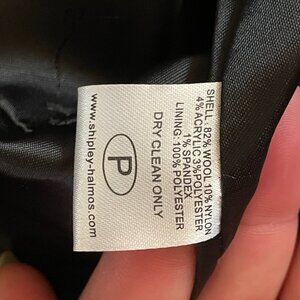 SHELL: 82% WOOL 10% NYLON
4% ACRYLIC 3% POLYESTER
1% SPANDEX
LINING: 100% POLYESTER
DRY CLEAN ONLY
P
www.shipley-halmos.com